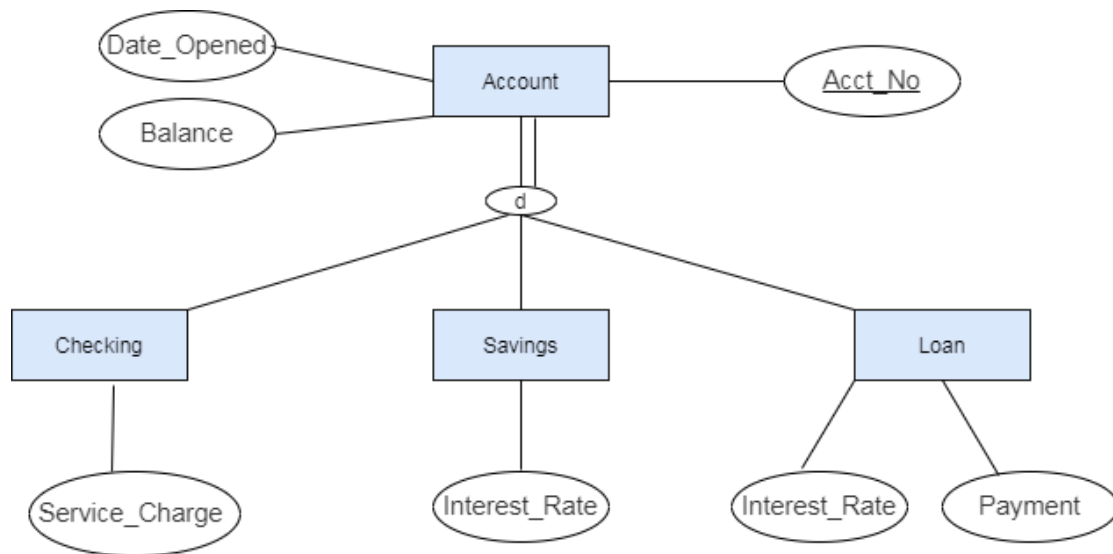 Date_Opened
Account
Acct_No
Balance
d
Checking
Savings
Loan
Service_Charge
Interest_Rate
Interest_Rate
Payment